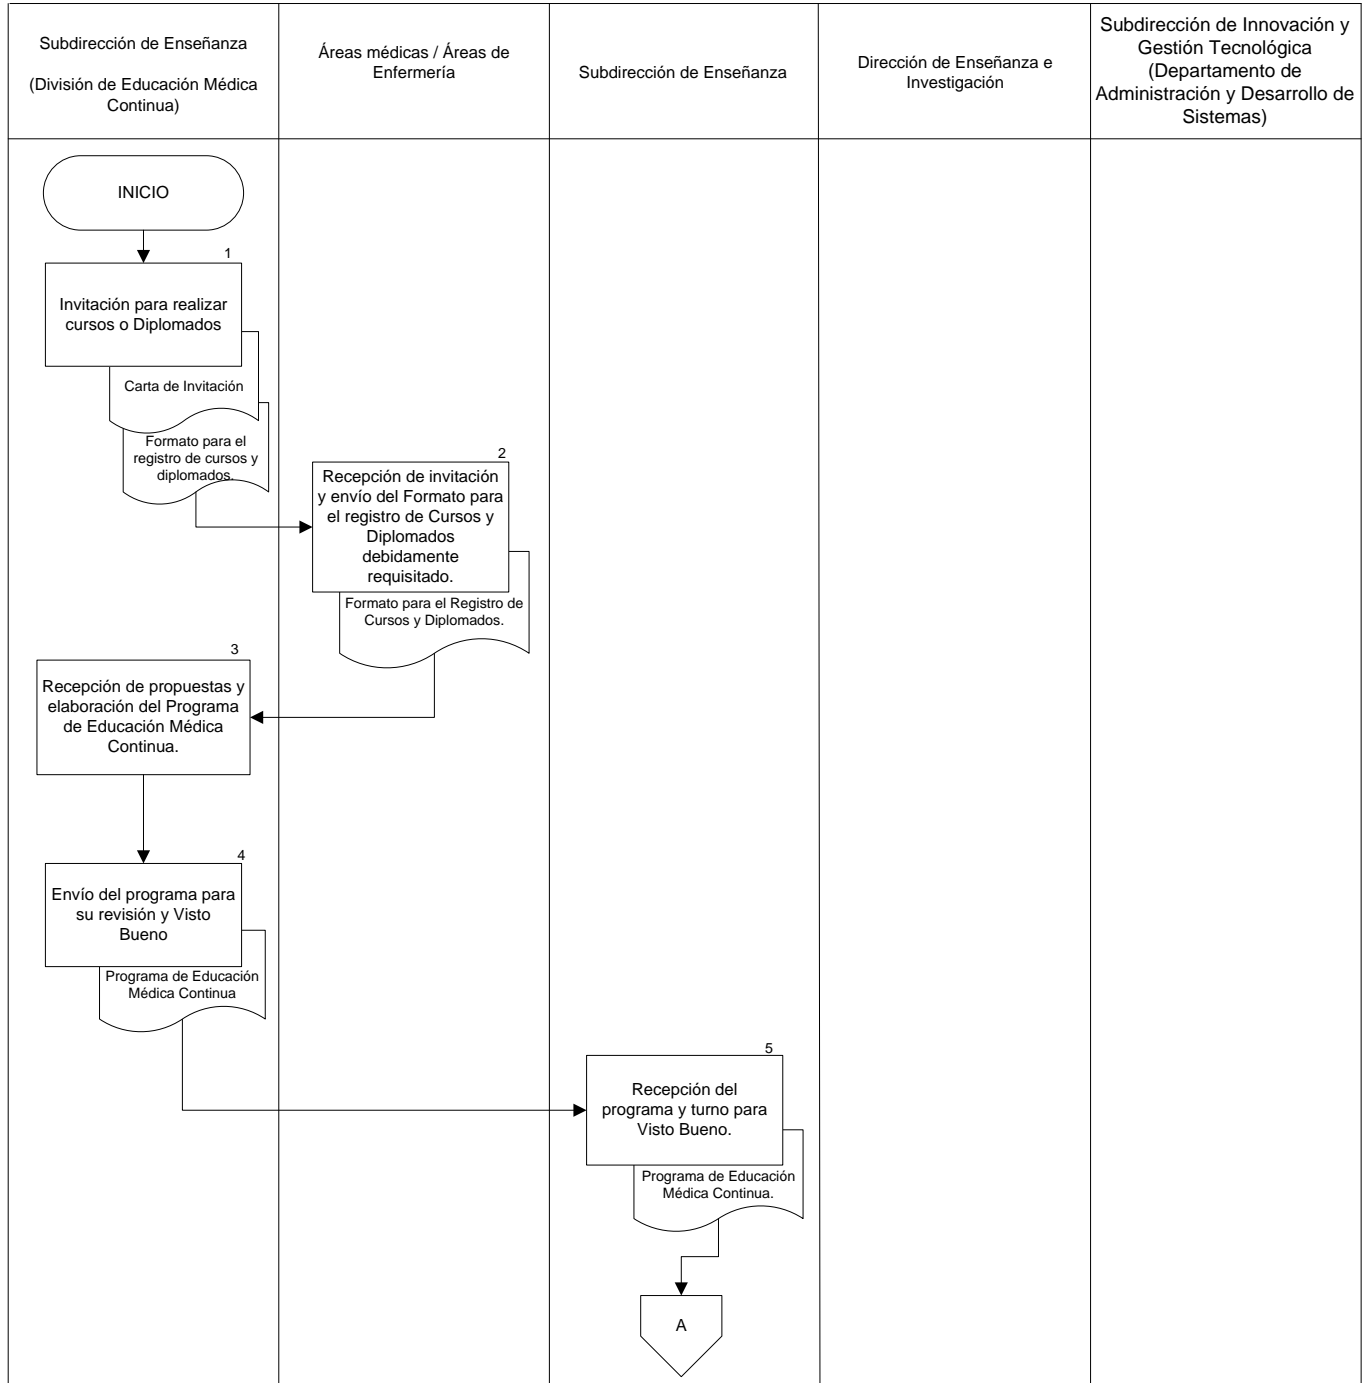 Subdirección de Enseñanza
(División de Educación Médica
Continua)
Áreas médicas / Áreas de
Enfermería
Subdirección de Enseñanza
Dirección de Enseñanza e
Investigación
Subdirección de Innovación y
Gestión Tecnológica
(Departamento de
Administración y Desarrollo de
Sistemas)
INICIO
1
Invitación para realizar
cursos o Diplomados
Carta de Invitación
Formato para el
registro de cursos y
diplomados.
2
Recepción de invitación
y envío del Formato para
el registro de Cursos y
Diplomados
debidamente
requisitado.
Formato para el Registro de
Cursos y Diplomados.
3
Recepción de propuestas y
elaboración del Programa
de Educación Médica
Continua.
4
Envío del programa para
su revisión y Visto
Bueno
Programa de Educación
Médica Continua
5
Recepción del
programa y turno para
Visto Bueno.
Programa de Educación
Médica Continua.
A